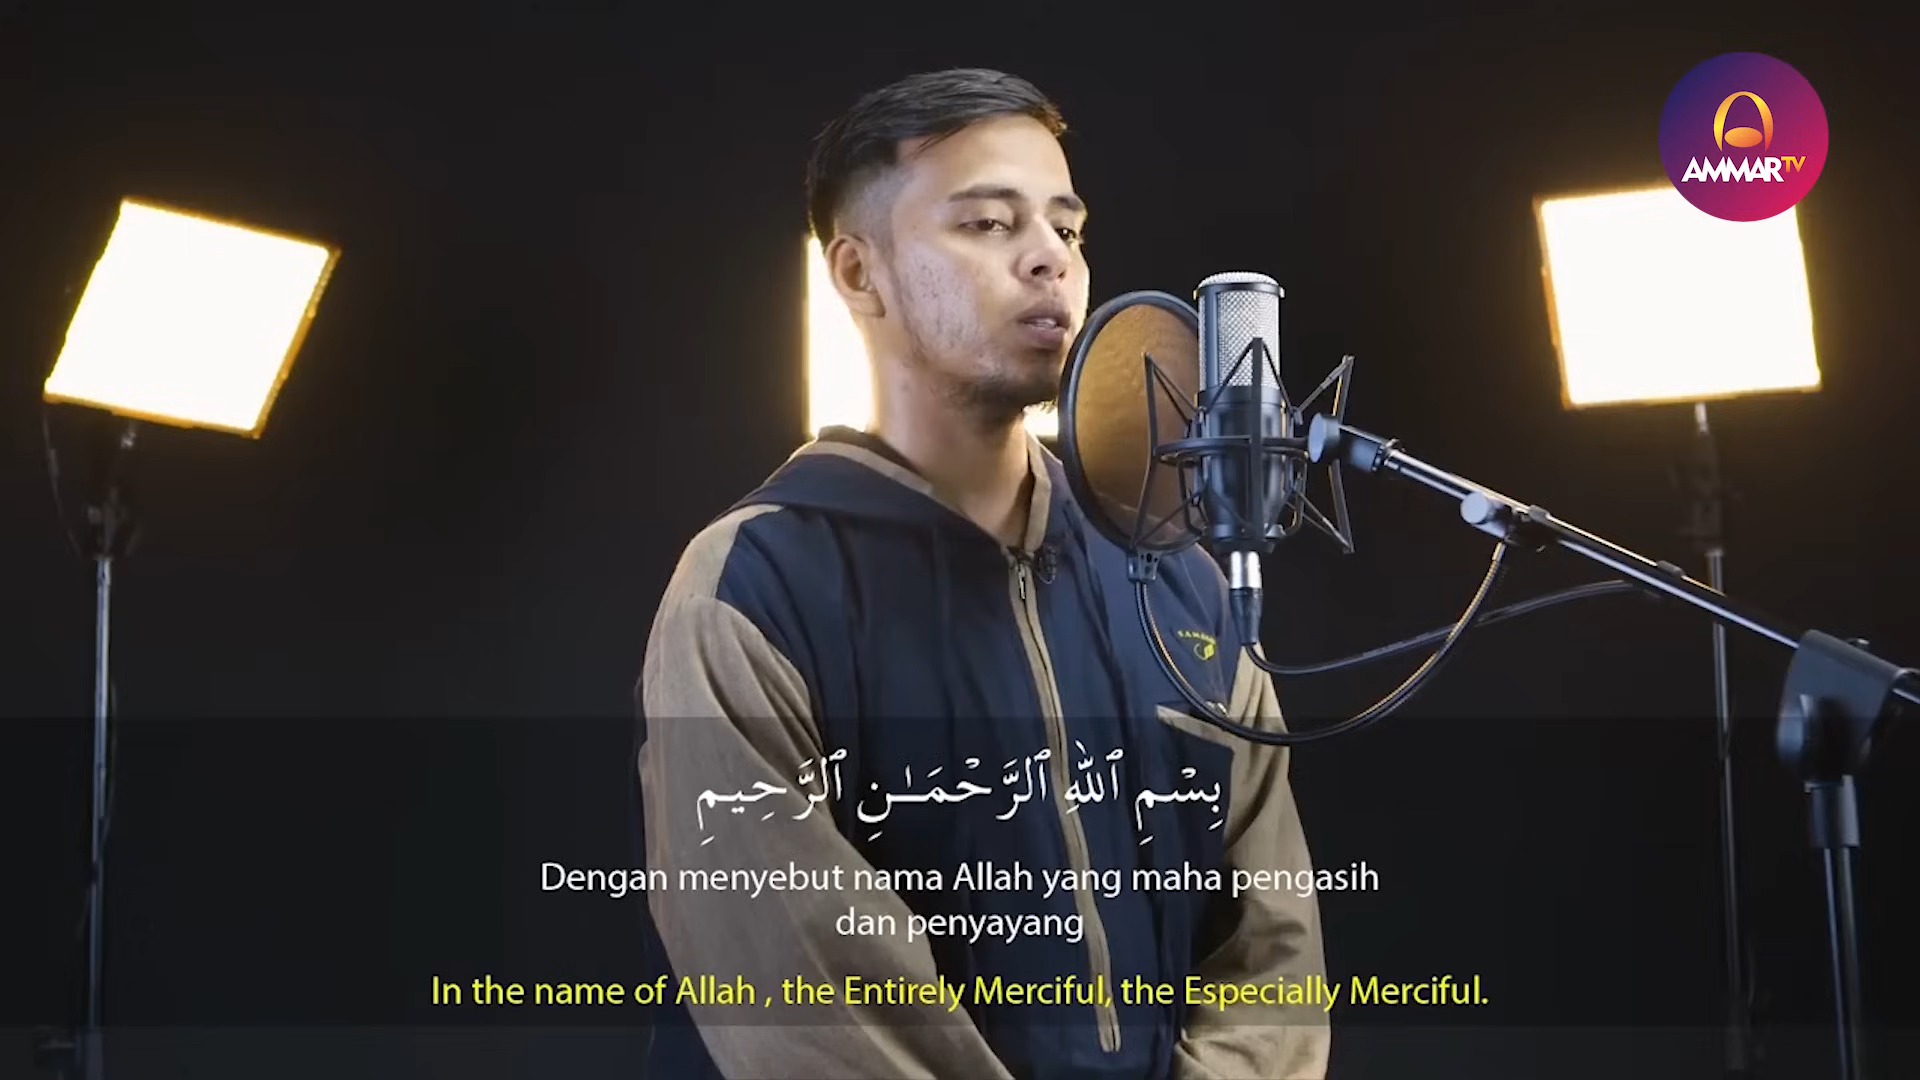 AMMARTV
بِسْمِ ٱللَّهِ ٱلرَّحْمَـٰنِ ٱلرَّحِيمِ
Dengan menyebut nama Allah yang maha pengasih
dan penyayang
In the name of Allah , the Entirely Merciful, the Especially Merciful.